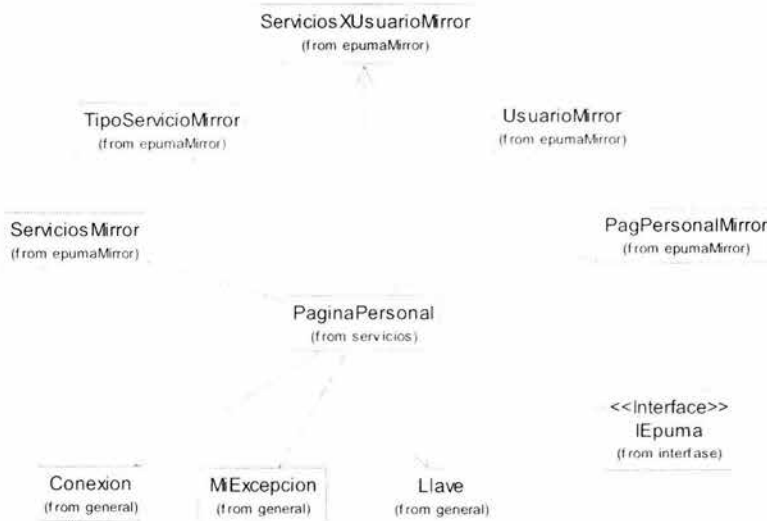 ServiciosXUsuarioMirror
(from epumaMirror)
TipoServicioMirror
(from epumaMirror)
UsuarioMirror
(from epumaMirror)
ServiciosMirror
(from epumaMirror)
PagPersonalMirror
(from epumaMirror)
PaginaPersonal
(from servicios)
<<Interface>>
IEpuma
(from interfase)
Conexion
(from general)
MiExcepcion
(from general)
Llave
(from general)